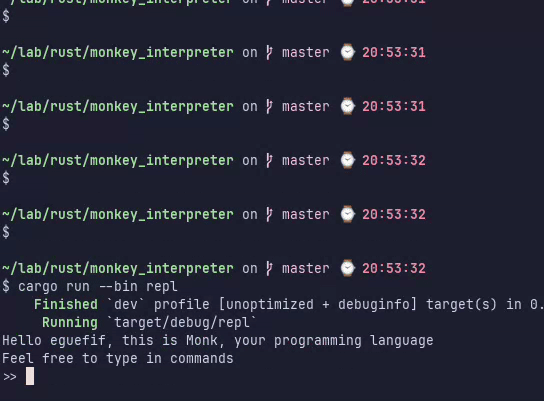 ~/lab/rust/monkey_interpreter on master 20:53:31
$
~/lab/rust/monkey_interpreter on master 20:53:31
$
~/lab/rust/monkey_interpreter on master 20:53:31
$
~/lab/rust/monkey_interpreter on master 20:53:32
$
~/lab/rust/monkey_interpreter on master 20:53:32
$
~/lab/rust/monkey_interpreter on master 20:53:32
$ cargo run --bin repl
Finished `dev` profile [unoptimized + debuginfo] target(s) in 0.
Running `target/debug/repl`
Hello eguefif, this is Monk, your programming language
Feel free to type in commands
>>